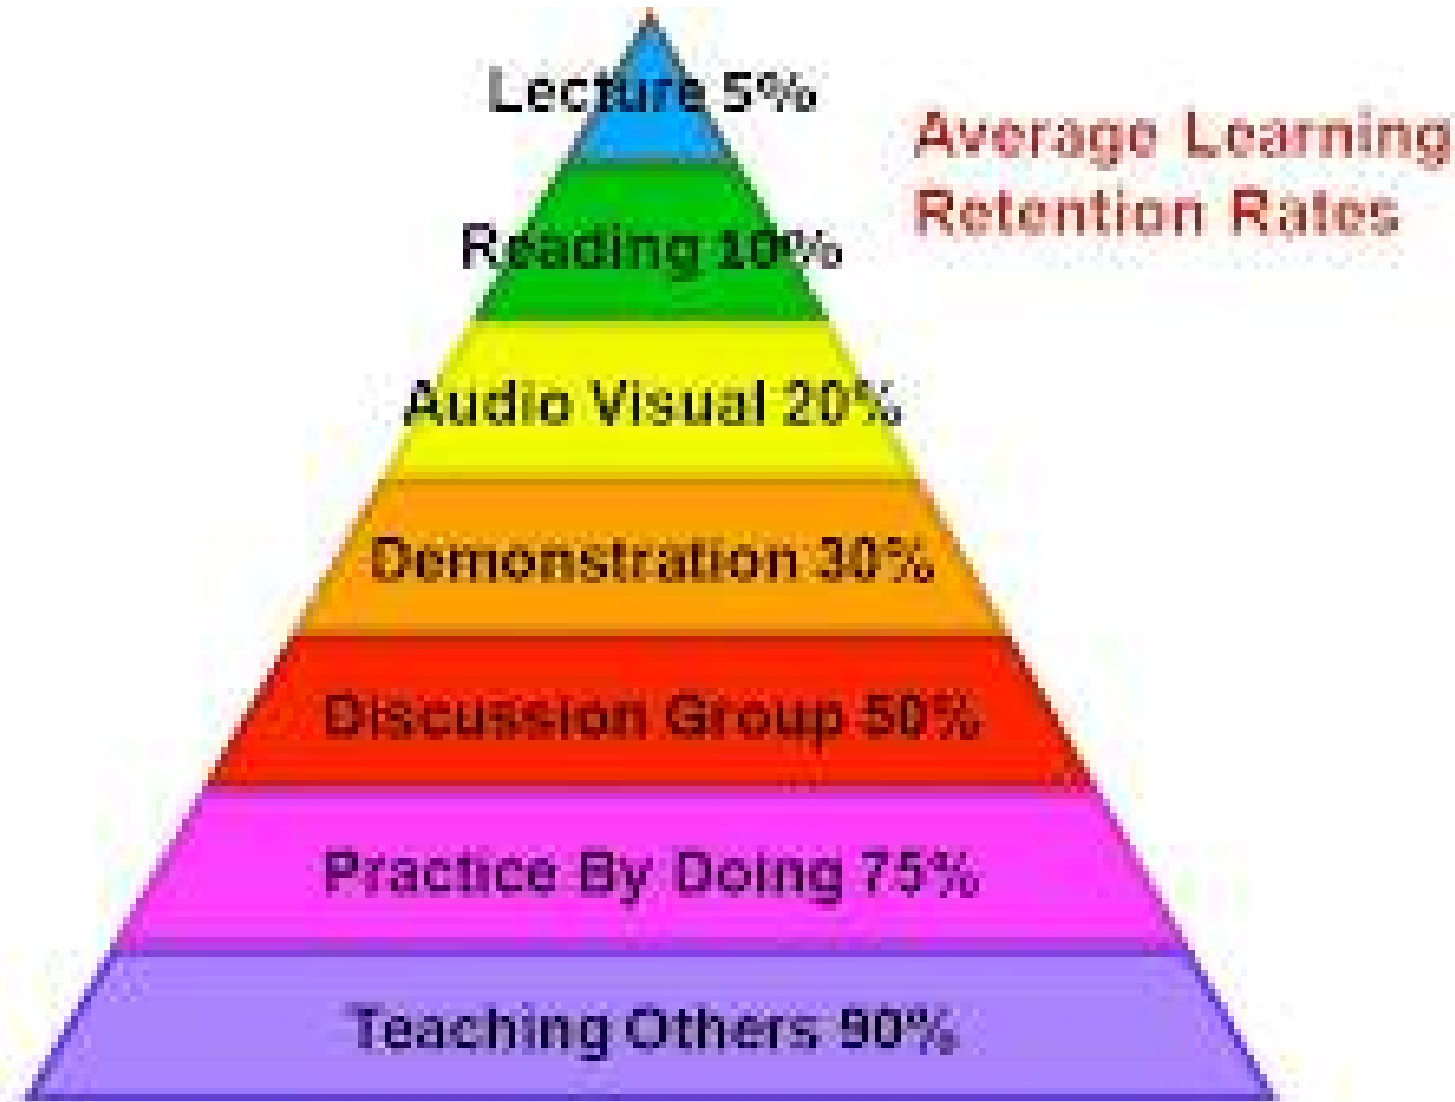 Lecture 5%
Average Learning
Retention Rates
Reading 10%
Audio Visual 20%
Demonstration 30%
Discussion Group 50%
Practice By Doing 75%
Teaching Others 90%